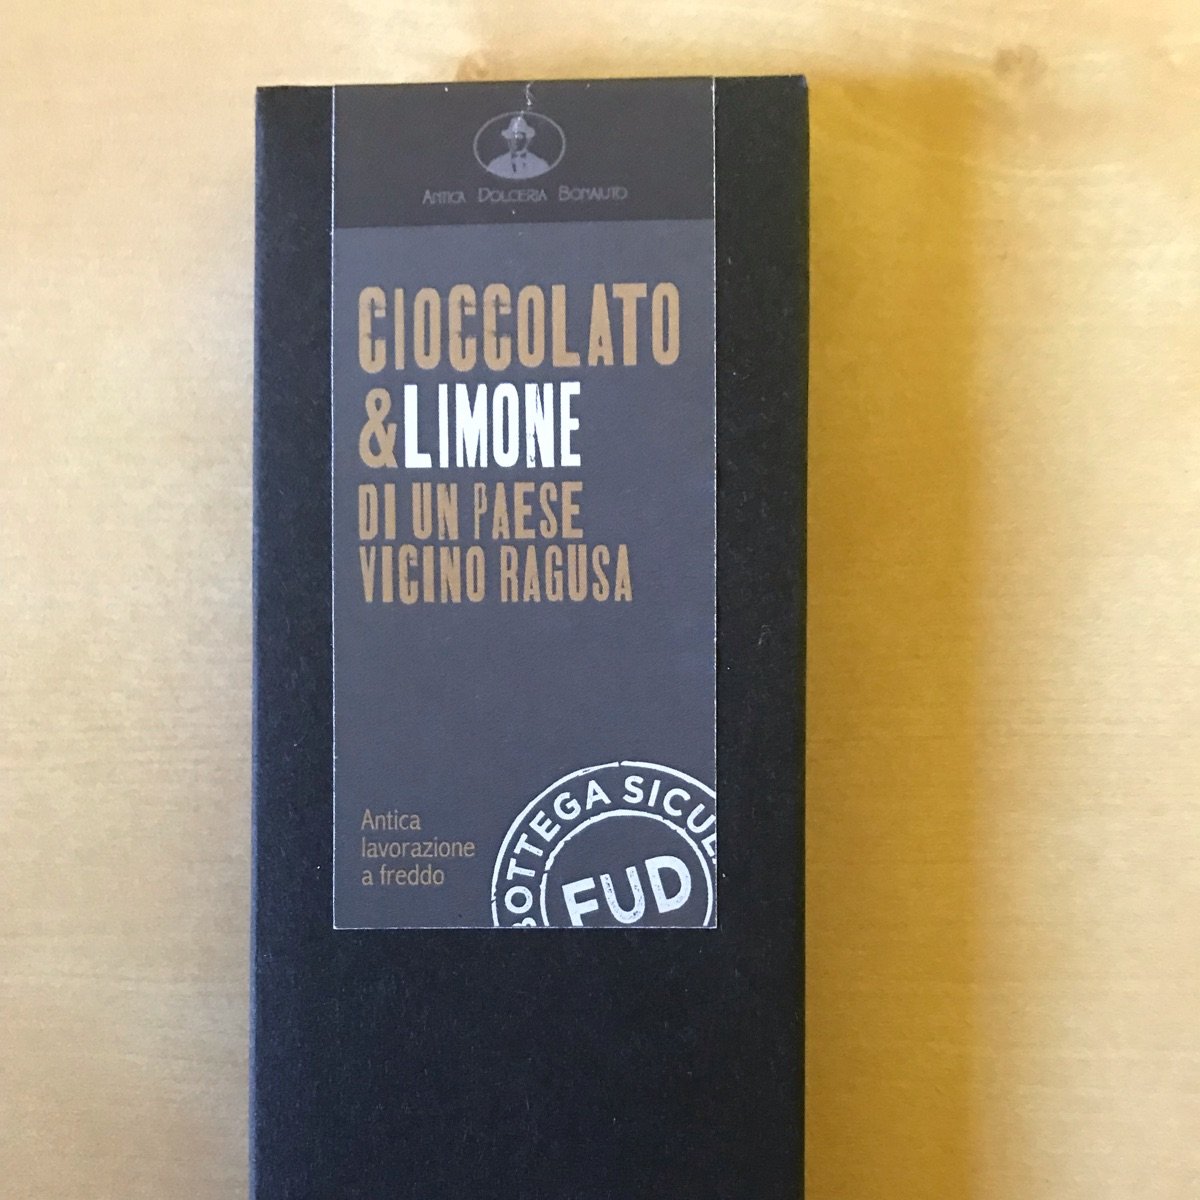 ANTICA DOLCERIA BONAJUTO
CIOCCOLATO
&LIMONE
DI UN PAESE
VICINO RAGUSA
Antica
lavorazione
a freddo
BOTTEGA SICUL
FUD